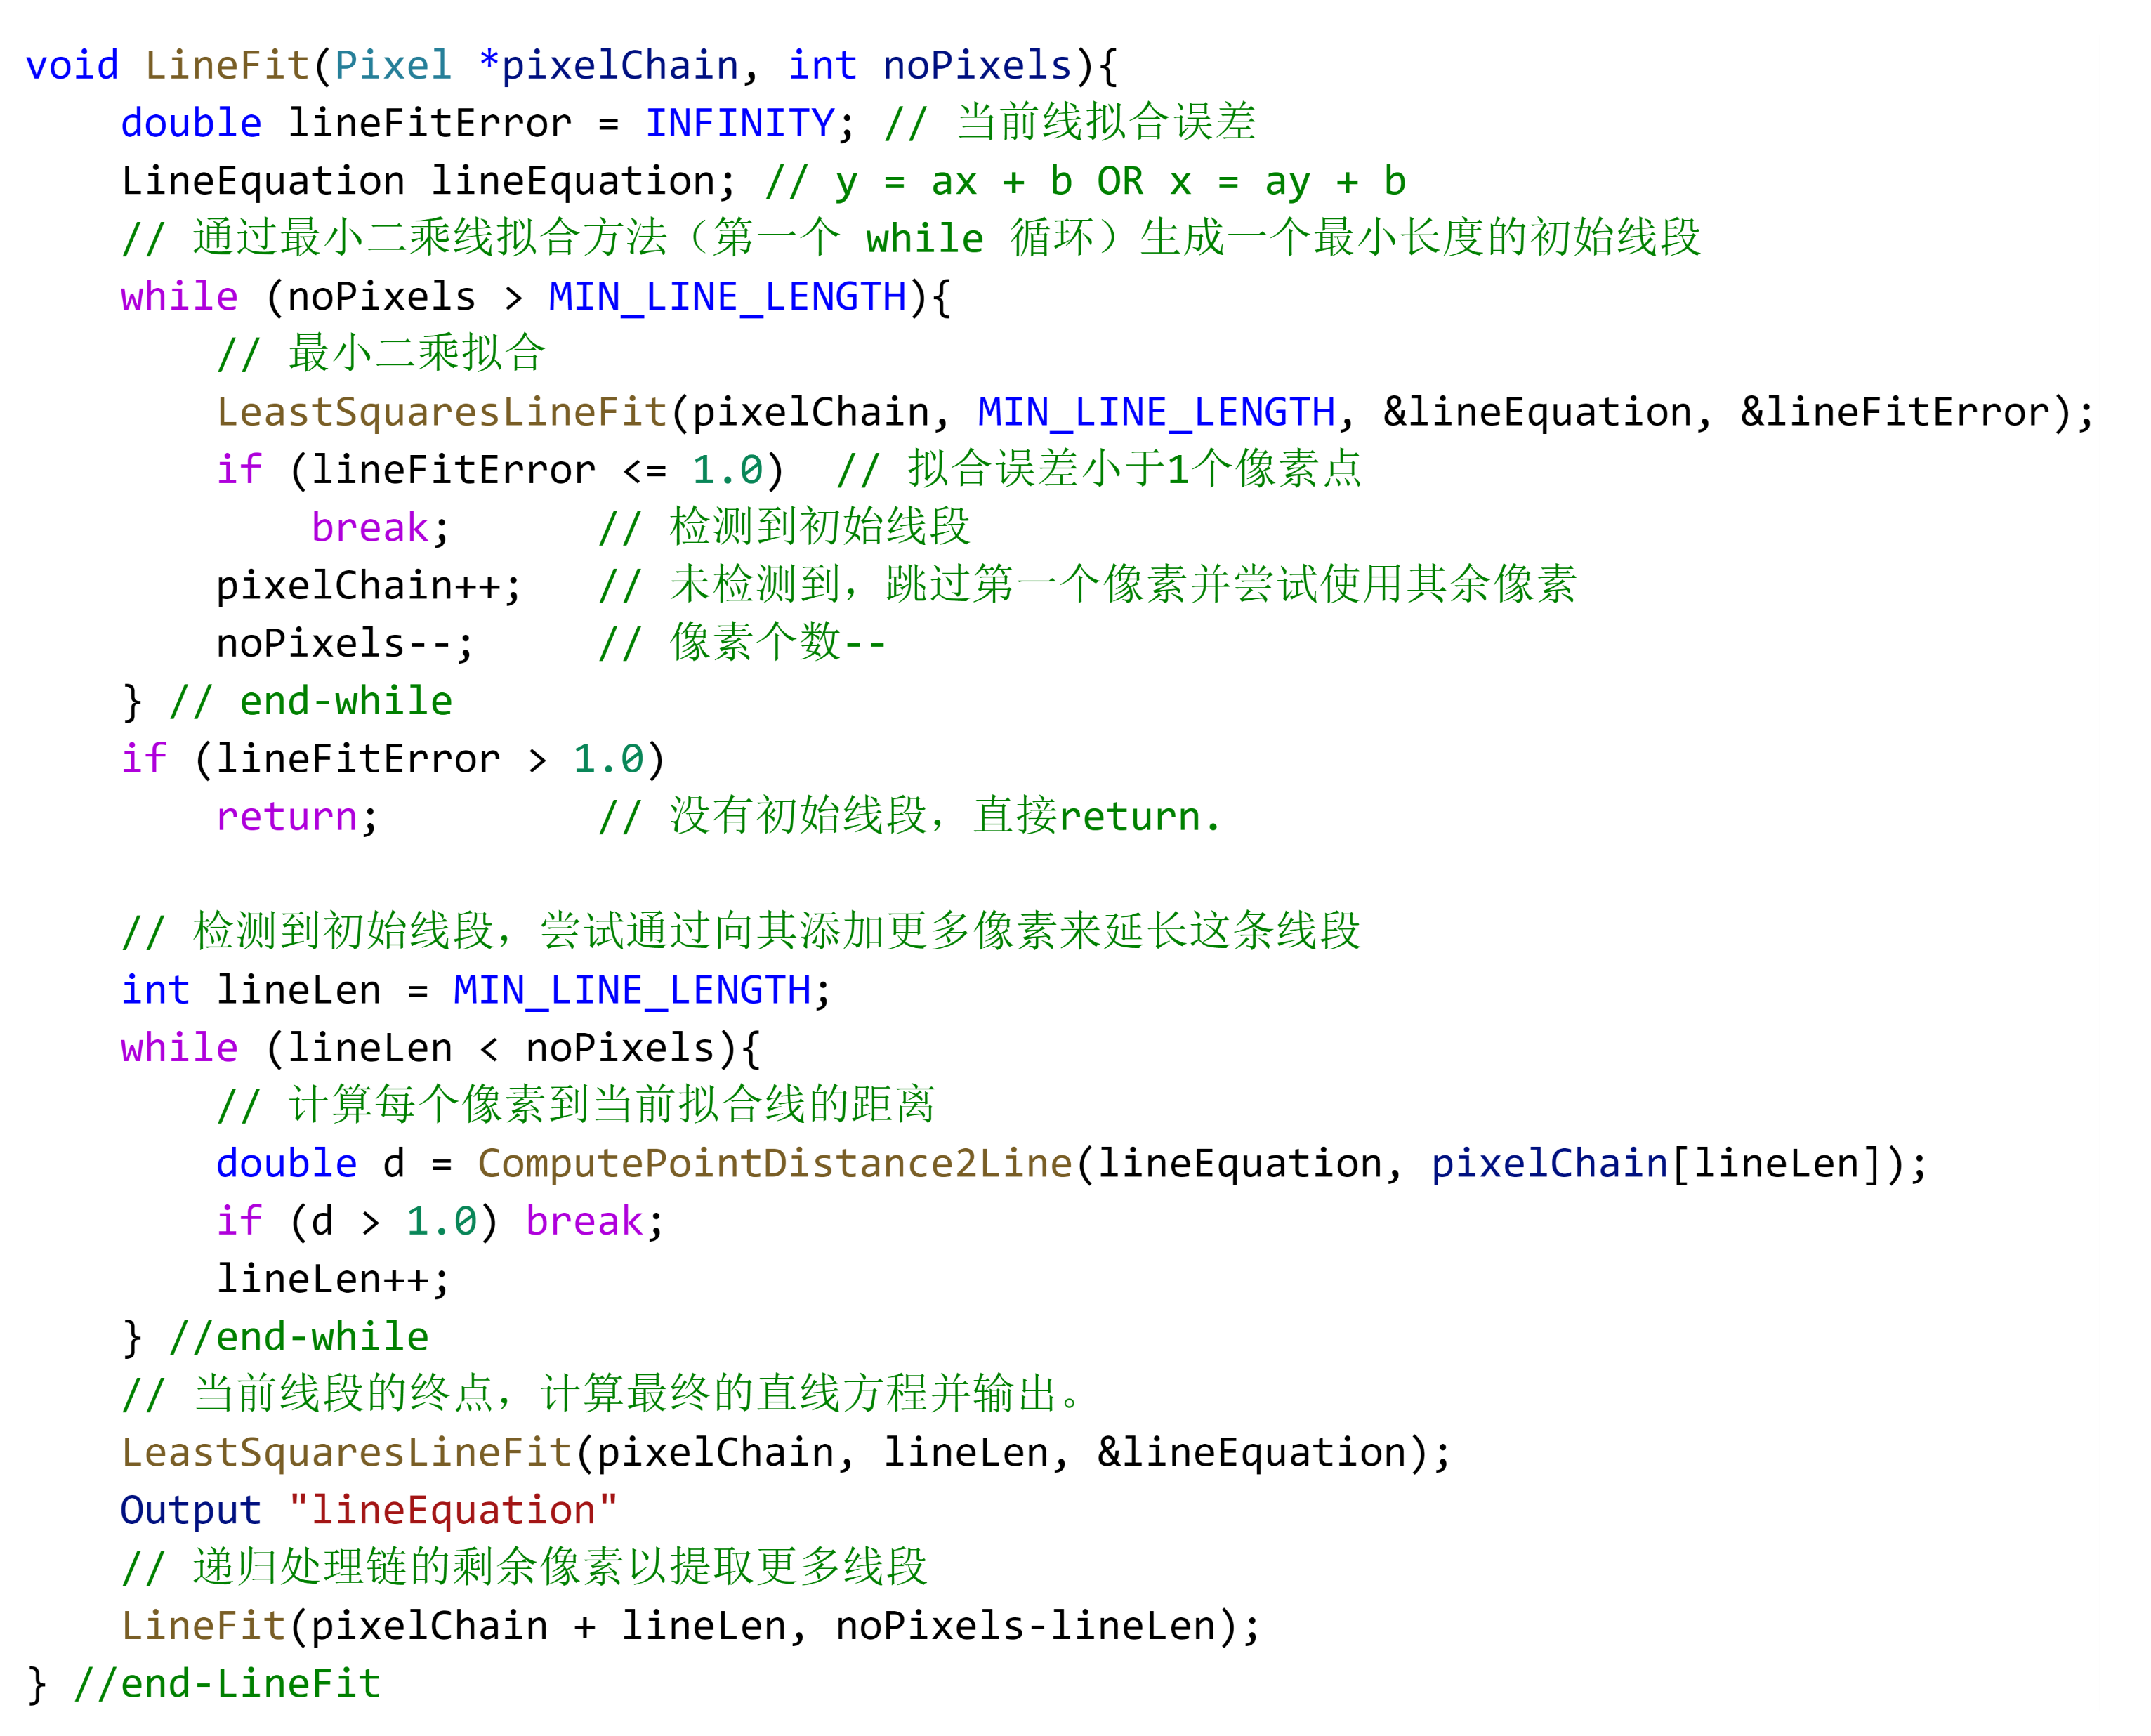 void LineFit(Pixel *pixelChain, int noPixels){
    double lineFitError = INFINITY; // 当前线拟合误差
    LineEquation lineEquation; // y = ax + b OR x = ay + b
    // 通过最小二乘线拟合方法（第一个 while 循环）生成一个最小长度的初始线段
    while (noPixels > MIN_LINE_LENGTH){
        // 最小二乘拟合
        LeastSquaresLineFit(pixelChain, MIN_LINE_LENGTH, &lineEquation, &lineFitError);
        if (lineFitError <= 1.0)  // 拟合误差小于1个像素点
            break;      // 检测到初始线段
        pixelChain++;   // 未检测到，跳过第一个像素并尝试使用其余像素
        noPixels--;     // 像素个数--
    } // end-while
    if (lineFitError > 1.0)
        return;         // 没有初始线段，直接return.

    // 检测到初始线段，尝试通过向其添加更多像素来延长这条线段
    int lineLen = MIN_LINE_LENGTH;
    while (lineLen < noPixels){
        // 计算每个像素到当前拟合线的距离
        double d = ComputePointDistance2Line(lineEquation, pixelChain[lineLen]);
        if (d > 1.0) break;
        lineLen++;
    } //end-while
    // 当前线段的终点，计算最终的直线方程并输出。
    LeastSquaresLineFit(pixelChain, lineLen, &lineEquation);
    Output "lineEquation"
    // 递归处理链的剩余像素以提取更多线段
    LineFit(pixelChain + lineLen, noPixels-lineLen);
} //end-LineFit